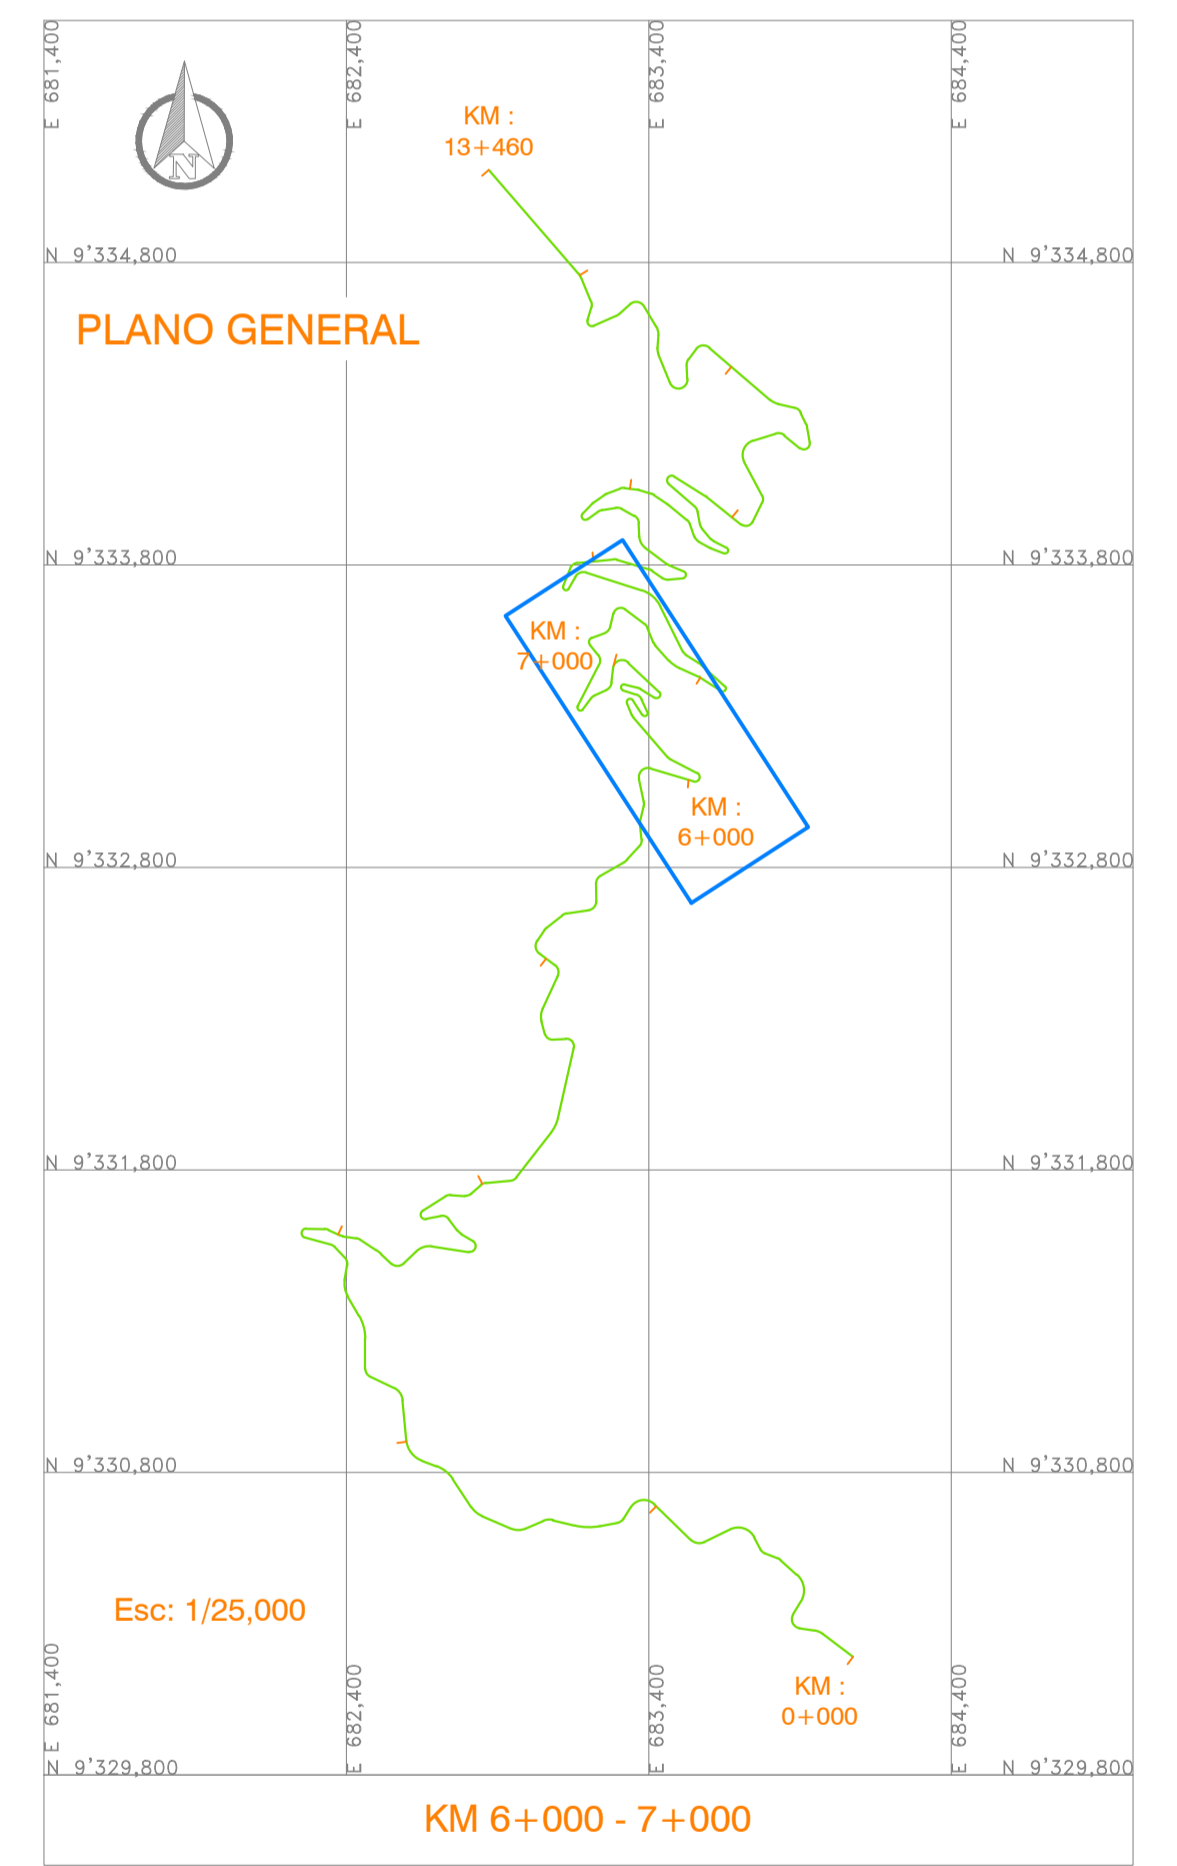 E 681,400
E 682,400
E 683,400
E 684,400
N
KM :
13+460
N 9'334,800
N 9'334,800
PLANO GENERAL
N 9'333,800
N 9'333,800
KM :
7+000
KM :
6+000
N 9'332,800
N 9'332,800
N 9'331,800
N 9'331,800
N 9'330,800
N 9'330,800
Esc: 1/25,000
KM :
0+000
E 681,400
E 682,400
E 683,400
E 684,400
N 9'329,800
N 9'329,800
KM 6+000 - 7+000